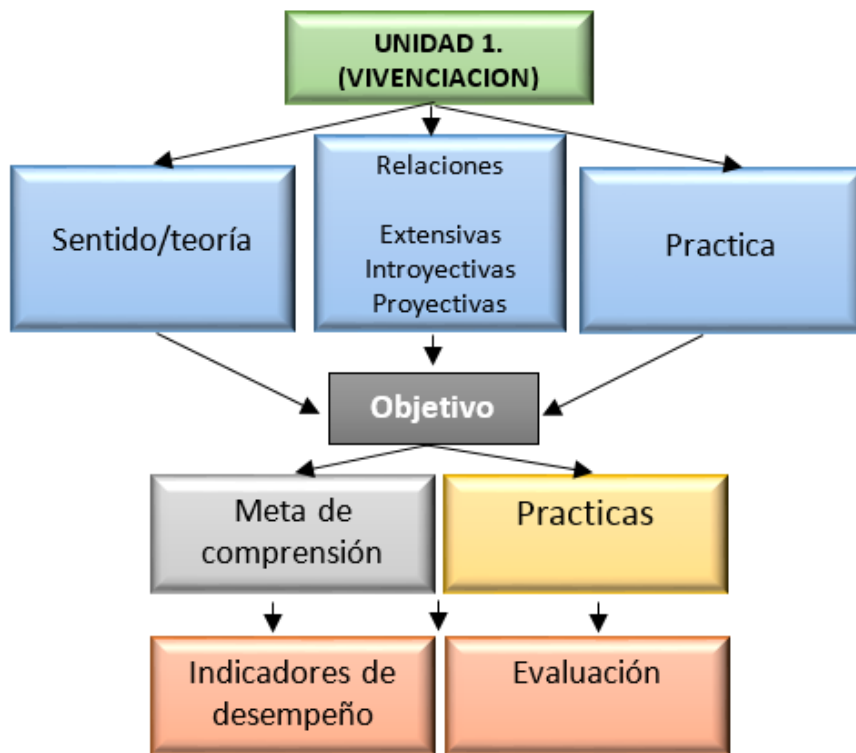 UNIDAD 1.
(VIVENCIACION)
Sentido/teoría
Relaciones
Extensivas
Introyectivas
Proyectivas
Practica
Objetivo
Meta de
comprensión
Practicas
Indicadores de
desempeño
Evaluación